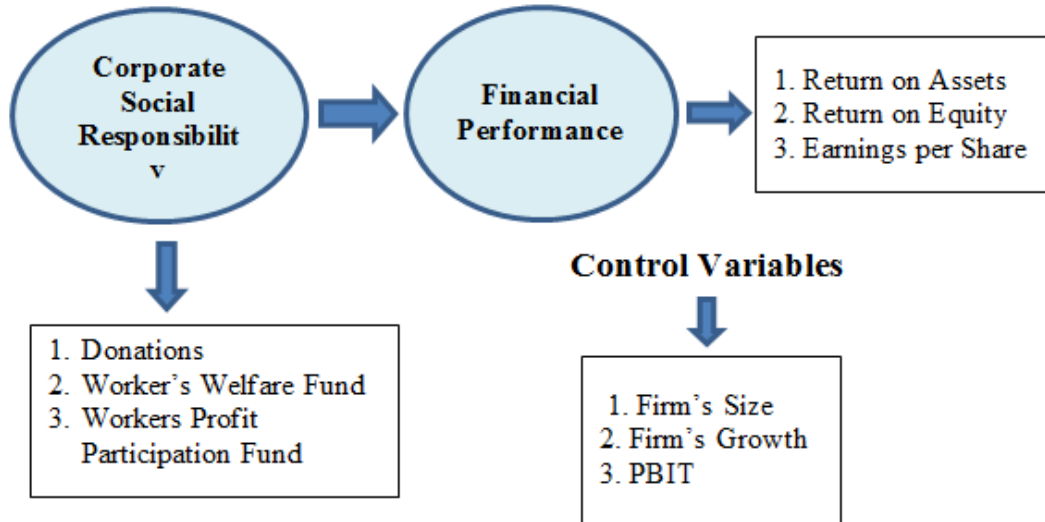 Corporate
Social
Responsibilit
v
Financial
Performance
1. Return on Assets
2. Return on Equity
3. Earnings per Share
Control Variables
1. Donations
2. Worker’s Welfare Fund
3. Workers Profit
Participation Fund
1. Firm’s Size
2. Firm’s Growth
3. PBIT